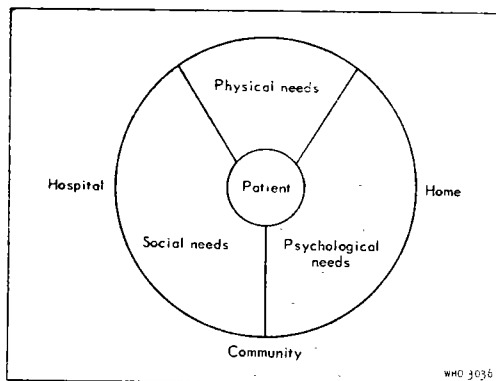 Physical needs
Hospital
Patient
Home
Social needs
Psychological
needs
Community
WHO 3036